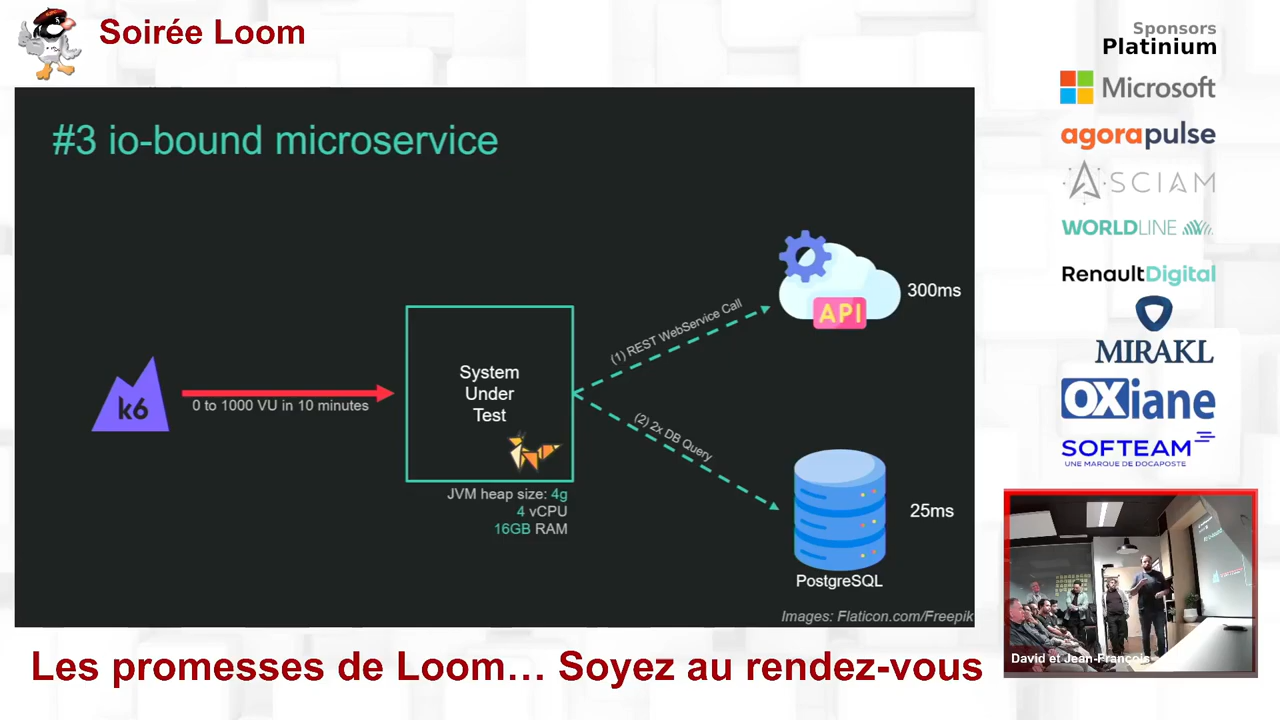 Soirée Loom
#3 io-bound microservice
k6
0 to 1000 VU in 10 minutes
System
Under
Test
JVM heap size: 4g
4 vCPU
16GB RAM
(1) REST WebService Call
API
300ms
(2) 2x DB Query
25ms
PostgreSQL
Images: Flaticon.com/Freepik
Les promesses de Loom… Soyez au rendez-vous
Sponsors
Platinium
Microsoft
agorapulse
ASCIAM
WORLDLINE
RenaultDigital
MIRAKL
OXiane
SOFTEAM
UNE MARQUE DE DOCAPOSTE
David et Jean-François